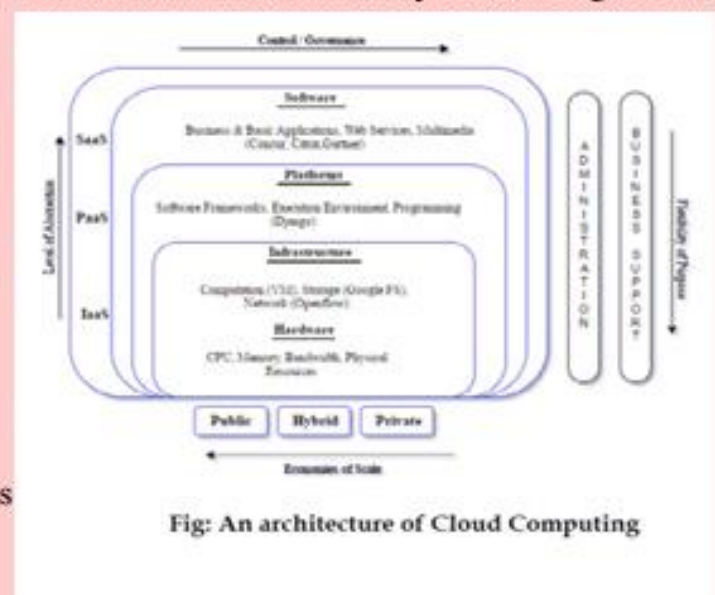 Control / Governance
Software
Business & Basic Applications, Web Services, Multimedia
SaaS
Platforms
Software Frameworks, Execution Environment, Programming
(Django)
PaaS
Infrastructure
Computation (VM), Storage (Google FS),
Network (Openflow)
IaaS
Hardware
CPU, Memory, Bandwidth, Physical
Resources
Level of Abstraction
ADMINISTRATION
BUSINESS SUPPORT
Public Hybrid Private
Economies of Scale
s
Fig: An architecture of Cloud Computing